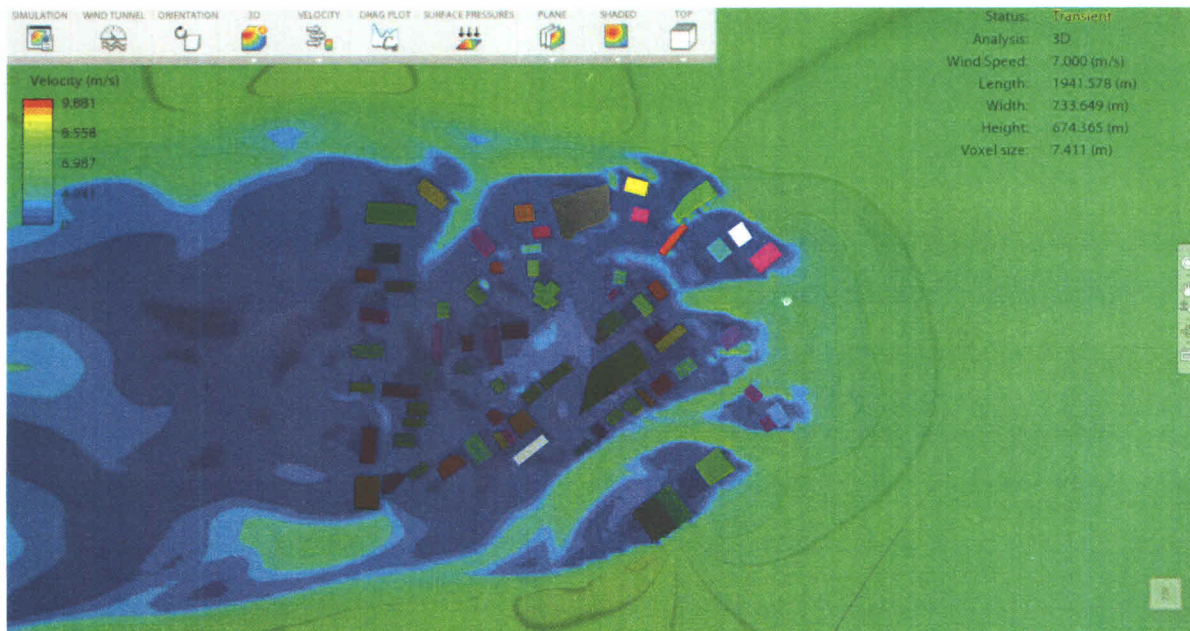 SIMULATION WIND TUNNEL ORIENTATION 3D VELOCITY DRAG PLOT SURFACE PRESSURES PLANE SHADED TOP
Status: Transient
Analysis: 3D
Wind Speed: 7.000 (m/s)
Length: 1941.578 (m)
Width: 733.649 (m)
Height: 674.365 (m)
Voxel size: 7.411 (m)
Velocity (m/s)
9.881
8.558
6.987